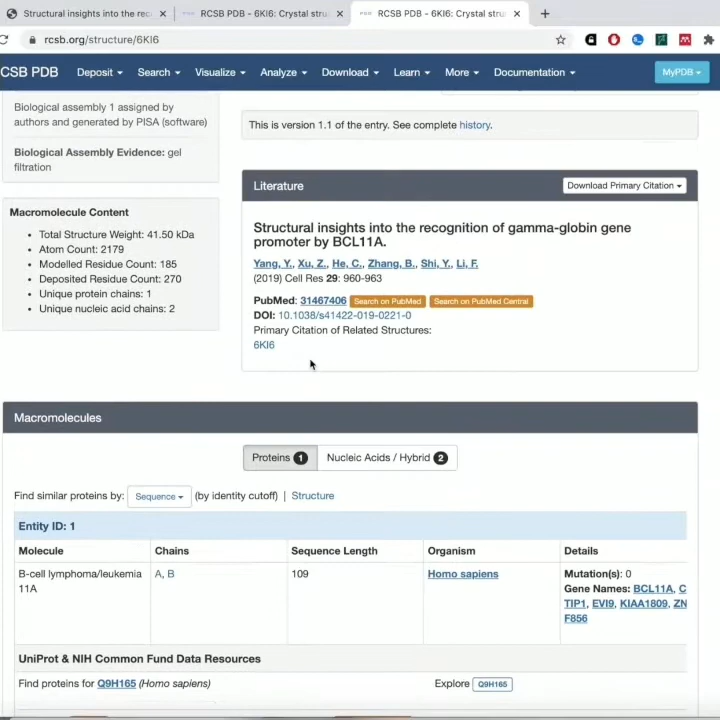 Structural insights into the rec
RCSB PDB - 6KI6: Crystal stru
RCSB PDB - 6KI6: Crystal stru
rcsb.org/structure/6KI6
CSB PDB Deposit Search Visualize Analyze Download Learn More Documentation MyPDB
Biological assembly 1 assigned by
authors and generated by PISA (software)
Biological Assembly Evidence: gel
filtration
Macromolecule Content
Total Structure Weight: 41.50 kDa
Atom Count: 2179
Modelled Residue Count: 185
Deposited Residue Count: 270
Unique protein chains: 1
Unique nucleic acid chains: 2
This is version 1.1 of the entry. See complete history.
Literature Download Primary Citation
Structural insights into the recognition of gamma-globin gene
promoter by BCL11A.
Yang, Y., Xu, Z., He, C., Zhang, B., Shi, Y., Li, F.
(2019) Cell Res 29: 960-963
PubMed: 31467406 Search on PubMed Search on PubMed Central
DOI: 10.1038/s41422-019-0221-0
Primary Citation of Related Structures:
6KI6
Macromolecules
Proteins 1 Nucleic Acids / Hybrid 2
Find similar proteins by: Sequence (by identity cutoff) | Structure
Entity ID: 1
Molecule Chains Sequence Length Organism Details
B-cell lymphoma/leukemia A, B 109 Homo sapiens Mutation(s): 0
11A Gene Names: BCL11A, C
TIP1, EVI9, KIAA1809, ZN
F856
UniProt & NIH Common Fund Data Resources
Find proteins for Q9H165 (Homo sapiens) Explore Q9H165